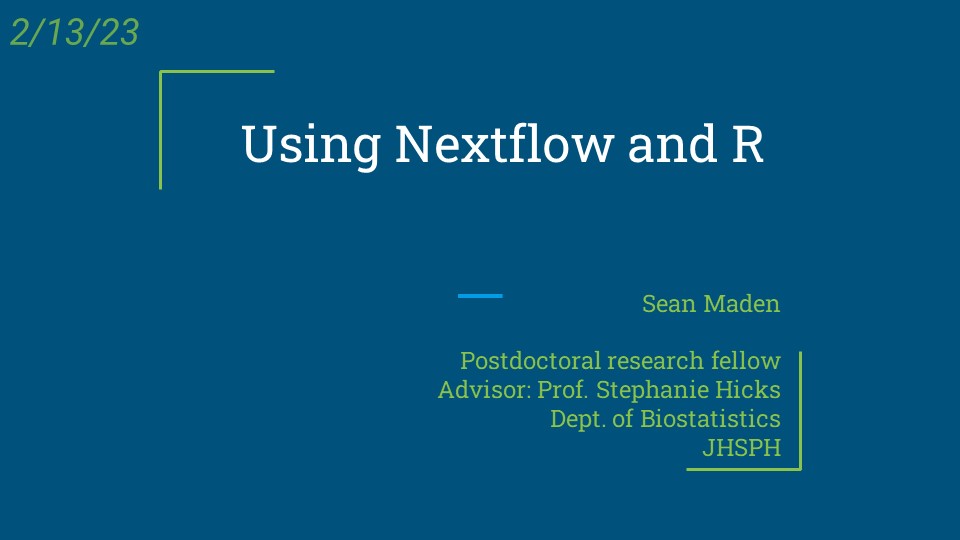 2/13/23
Using Nextflow and R
Sean Maden
Postdoctoral research fellow
Advisor: Prof. Stephanie Hicks
Dept. of Biostatistics
JHSPH